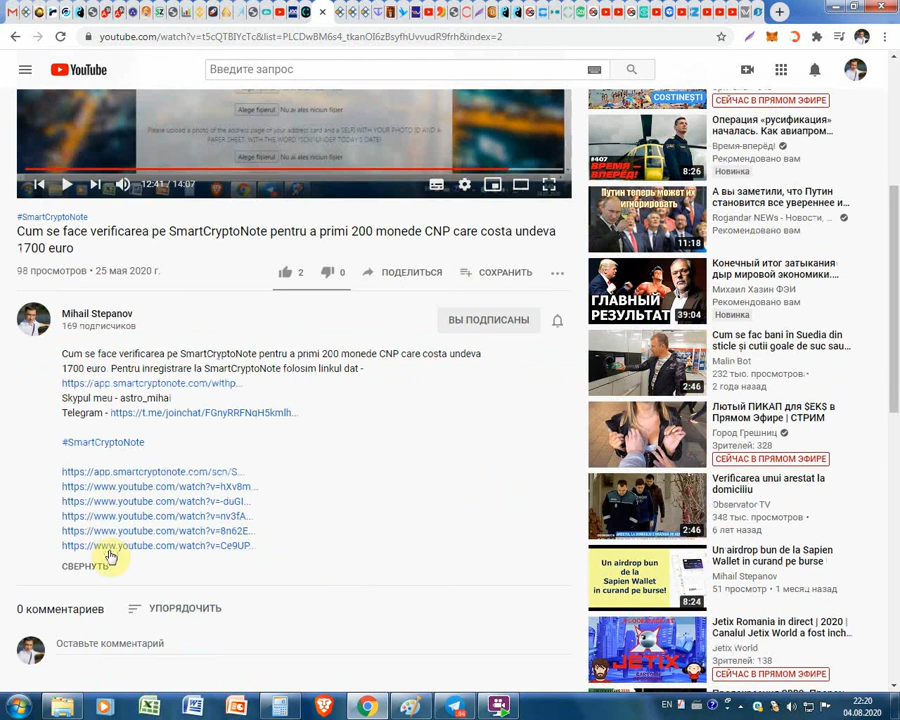 youtube.com/watch?v=t5cQTBIYcTc&list=PLCDwBM6s4_tkanOI6zBsyfhUvvudR9frh&index=2
YouTube
Введите запрос
Alege fișierul Nu ai ales niciun fișier
Please upload a photo of the address page of your address card and a SELFI WITH YOUR PHOTO ID AND A
PAPER SHEET, WITH THE WORD "SCN"
Alege fișierul Nu ai ales niciun fișier
12:41 / 14:07
#SmartCryptoNote
Cum se face verificarea pe SmartCryptoNote pentru a primi 200 monede CNP care costa undeva
1700 euro
98 просмотров • 25 мая 2020 г.
2
0
ПОДЕЛИТЬСЯ
СОХРАНИТЬ
Mihail Stepanov
169 подписчиков
ВЫ ПОДПИСАНЫ
Cum se face verificarea pe SmartCryptoNote pentru a primi 200 monede CNP care costa undeva
1700 euro. Pentru inregistrare la SmartCryptoNote folosim linkul dat -
https://app.smartcryptonote.com/withp...
Skypul meu - astro_mihai
Telegram - https://t.me/joinchat/FGnyRRFNqH5kmlh...
#SmartCryptoNote
https://app.smartcryptonote.com/scn/S...
https://www.youtube.com/watch?v=hXv8m...
https://www.youtube.com/watch?v=-duGI...
https://www.youtube.com/watch?v=nv3fA...
https://www.youtube.com/watch?v=8n62E...
https://www.youtube.com/watch?v=Ce9UP...
СВЕРНУТЬ
0 комментариев
УПОРЯДОЧИТЬ
Оставьте комментарий
COSTINEȘTI
СЕЙЧАС В ПРЯМОМ ЭФИРЕ
#407
ВРЕМЯ-ВПЕРЁД!
8:26
Операция «русификация»
началась. Как авиапром...
Время-вперёд!
Рекомендовано вам
Новинка
Путин теперь может их
игнорировать
11:18
А вы заметили, что Путин
становится все увереннее и...
Rogandar NEWs - Новости, ...
Рекомендовано вам
ГЛАВНЫЙ
РЕЗУЛЬТАТ
39:04
Конечный итог затыкания
дыр мировой экономики....
Михаил Хазин ФЭИ
Рекомендовано вам
Новинка
2:46
Cum se fac bani în Suedia din
sticle și cutii goale de suc sau...
Malin Bot
232 тыс. просмотров •
2 года назад
Лютый ПИКАП для $EK$ в
Прямом Эфире | СТРИМ
Город Грешниц
Зрителей: 328
СЕЙЧАС В ПРЯМОМ ЭФИРЕ
2:46
Verificarea unui arestat la
domiciliu
Observator TV
348 тыс. просмотров •
6 лет назад
Un airdrop bun
de la
Sapien Wallet
in curand pe
burse!
8:24
Un airdrop bun de la Sapien
Wallet in curand pe burse
Mihail Stepanov
51 просмотр • 1 месяц назад
JETIX
Jetix Romania in direct | 2020 |
Canalul Jetix World a fost inch...
Jetix World
Зрителей: 138
СЕЙЧАС В ПРЯМОМ ЭФИРЕ
EN
22:20
04.08.2020